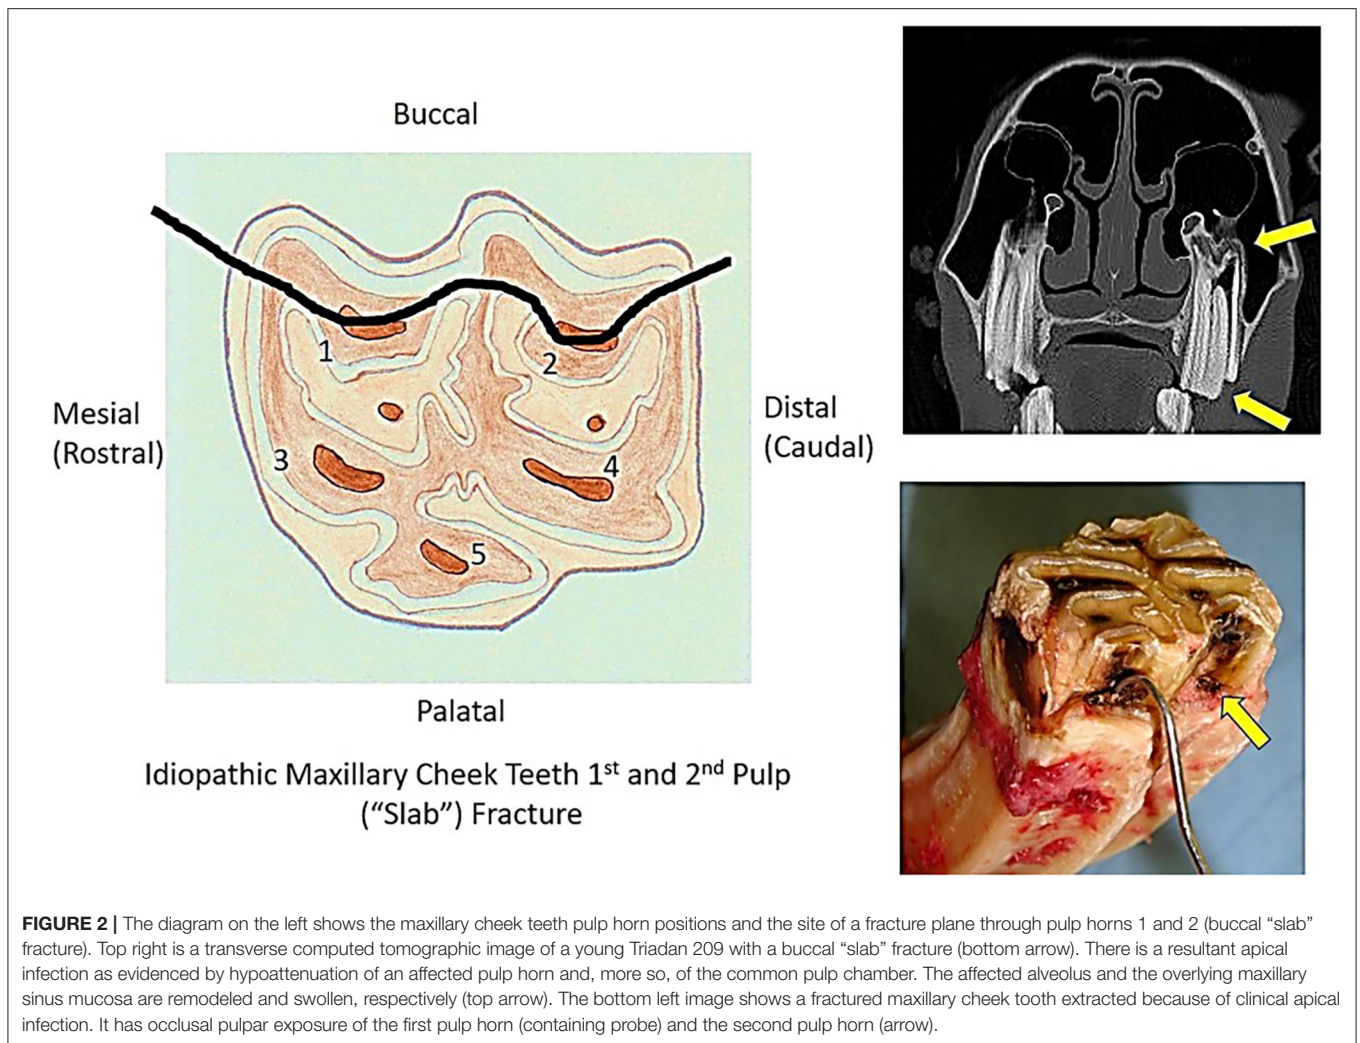 Buccal
1
2
Mesial
(Rostral)
Distal
(Caudal)
3
4
5
Palatal
Idiopathic Maxillary Cheek Teeth 1st and 2nd Pulp
(“Slab”) Fracture
FIGURE 2 | The diagram on the left shows the maxillary cheek teeth pulp horn positions and the site of a fracture plane through pulp horns 1 and 2 (buccal “slab”
fracture). Top right is a transverse computed tomographic image of a young Triadan 209 with a buccal “slab” fracture (bottom arrow). There is a resultant apical
infection as evidenced by hypoattenuation of an affected pulp horn and, more so, of the common pulp chamber. The affected alveolus and the overlying maxillary
sinus mucosa are remodeled and swollen, respectively (top arrow). The bottom left image shows a fractured maxillary cheek tooth extracted because of clinical apical
infection. It has occlusal pulpar exposure of the first pulp horn (containing probe) and the second pulp horn (arrow).